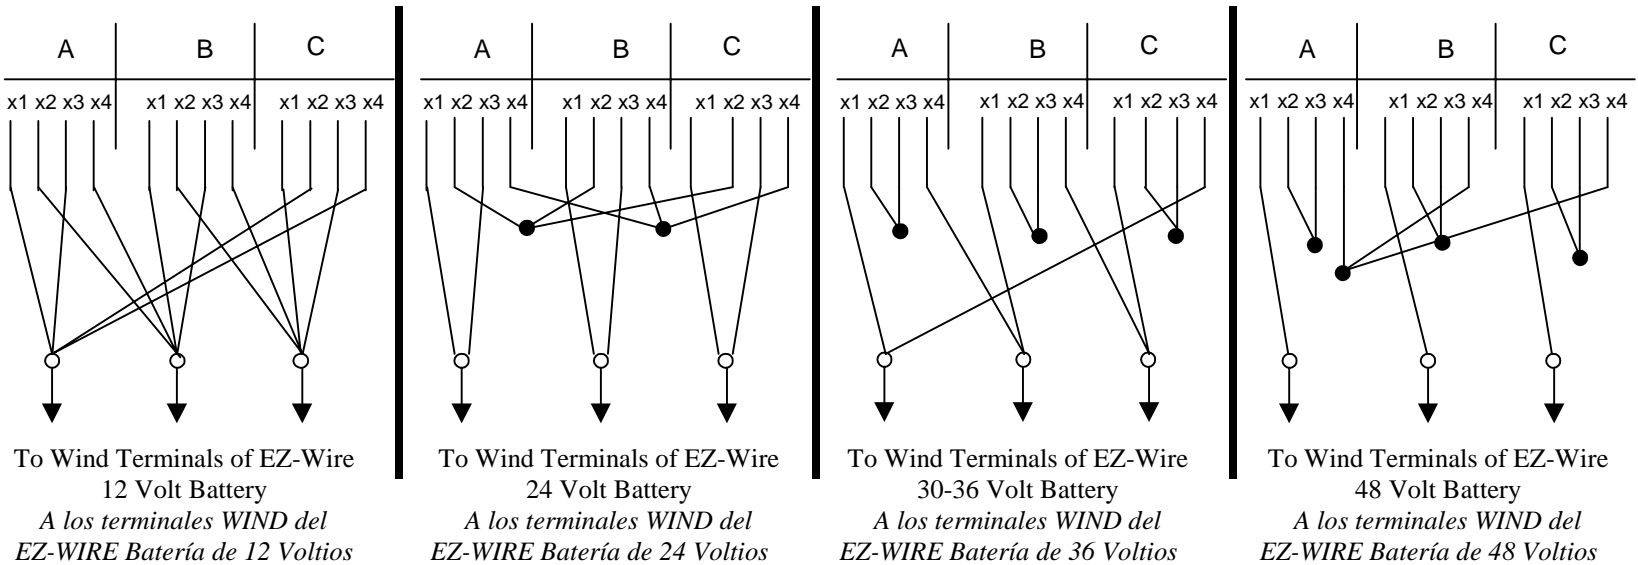 A B C
x1 x2 x3 x4 x1 x2 x3 x4 x1 x2 x3 x4
To Wind Terminals of EZ-Wire
12 Volt Battery
A los terminales WIND del
EZ-WIRE Batería de 12 Voltios
A B C
x1 x2 x3 x4 x1 x2 x3 x4 x1 x2 x3 x4
To Wind Terminals of EZ-Wire
24 Volt Battery
A los terminales WIND del
EZ-WIRE Batería de 24 Voltios
A B C
x1 x2 x3 x4 x1 x2 x3 x4 x1 x2 x3 x4
To Wind Terminals of EZ-Wire
30-36 Volt Battery
A los terminales WIND del
EZ-WIRE Batería de 36 Voltios
A B C
x1 x2 x3 x4 x1 x2 x3 x4 x1 x2 x3 x4
To Wind Terminals of EZ-Wire
48 Volt Battery
A los terminales WIND del
EZ-WIRE Batería de 48 Voltios